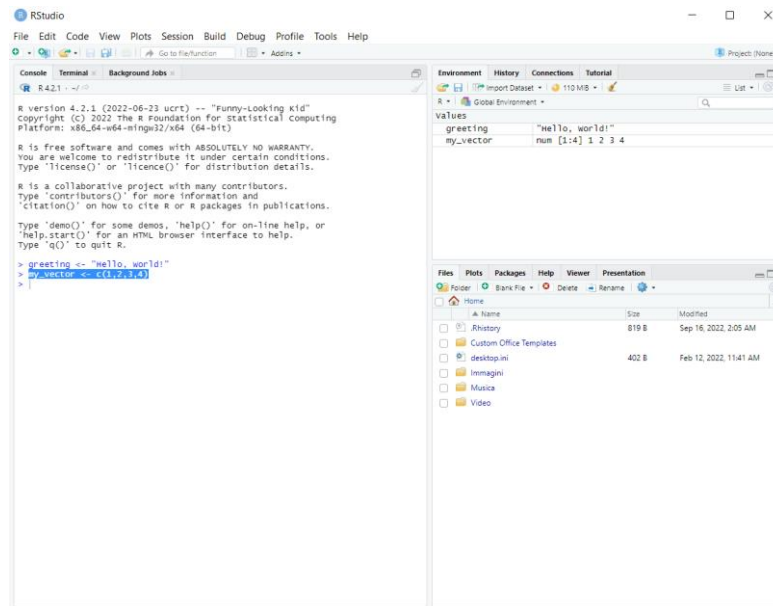 RStudio
File Edit Code View Plots Session Build Debug Profile Tools Help
Go to file/function Addins Project: (None
Console Terminal Background Jobs
R 4.2.1 · ~/
R version 4.2.1 (2022-06-23 ucrt) -- "Funny-Looking Kid"
Copyright (C) 2022 The R Foundation for Statistical Computing
Platform: x86_64-w64-mingw32/x64 (64-bit)
R is free software and comes with ABSOLUTELY NO WARRANTY.
You are welcome to redistribute it under certain conditions.
Type 'license()' or 'licence()' for distribution details.
R is a collaborative project with many contributors.
Type 'contributors()' for more information and
'citation()' on how to cite R or R packages in publications.
Type 'demo()' for some demos, 'help()' for on-line help, or
'help.start()' for an HTML browser interface to help.
Type 'q()' to quit R.
> greeting <- "Hello, world!"
> my_vector <- c(1,2,3,4)
>
Environment History Connections Tutorial
Import Dataset 110 MiB List
R Global Environment
Values
greeting "Hello, world!"
my_vector num [1:4] 1 2 3 4
Files Plots Packages Help Viewer Presentation
Folder Blank File Delete Rename
Home
Name Size Modified
.Rhistory 819 B Sep 16, 2022, 2:05 AM
Custom Office Templates
desktop.ini 402 B Feb 12, 2022, 11:41 AM
Immagini
Musica
Video